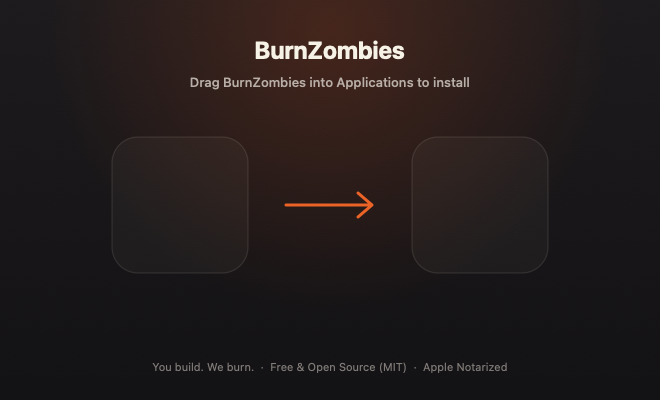 BurnZombies
Drag BurnZombies into Applications to install
You build. We burn. · Free & Open Source (MIT) · Apple Notarized